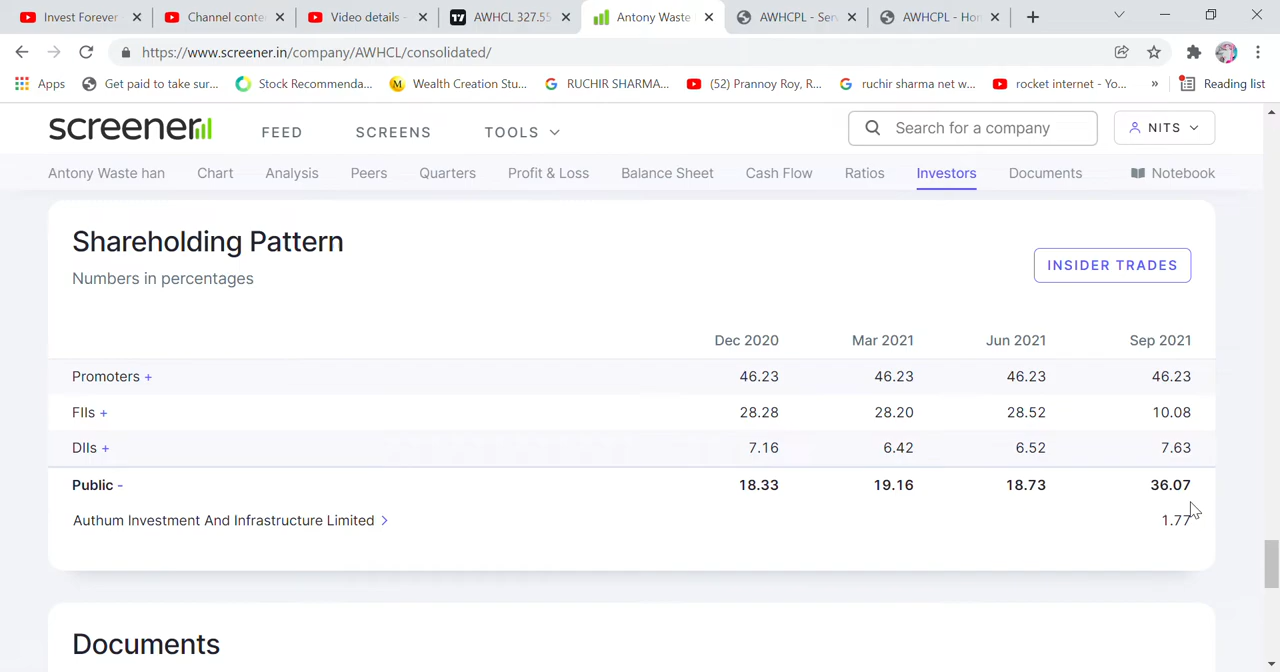 Invest Forever
Channel conte
Video details -
AWHCL 327.55
Antony Waste
AWHCPL - Ser
AWHCPL - Hor
https://www.screener.in/company/AWHCL/consolidated/
Apps
Get paid to take sur...
Stock Recommenda...
Wealth Creation Stu...
RUCHIR SHARMA...
(52) Prannoy Roy, R...
ruchir sharma net w...
rocket internet - Yo...
»
Reading list
screener
FEED
SCREENS
TOOLS
Search for a company
NITS
Antony Waste han
Chart
Analysis
Peers
Quarters
Profit & Loss
Balance Sheet
Cash Flow
Ratios
Investors
Documents
Notebook
Shareholding Pattern
Numbers in percentages
INSIDER TRADES
Dec 2020 Mar 2021 Jun 2021 Sep 2021
Promoters + 46.23 46.23 46.23 46.23
FIIs + 28.28 28.20 28.52 10.08
DIIs + 7.16 6.42 6.52 7.63
Public - 18.33 19.16 18.73 36.07
Authum Investment And Infrastructure Limited > 1.77
Documents